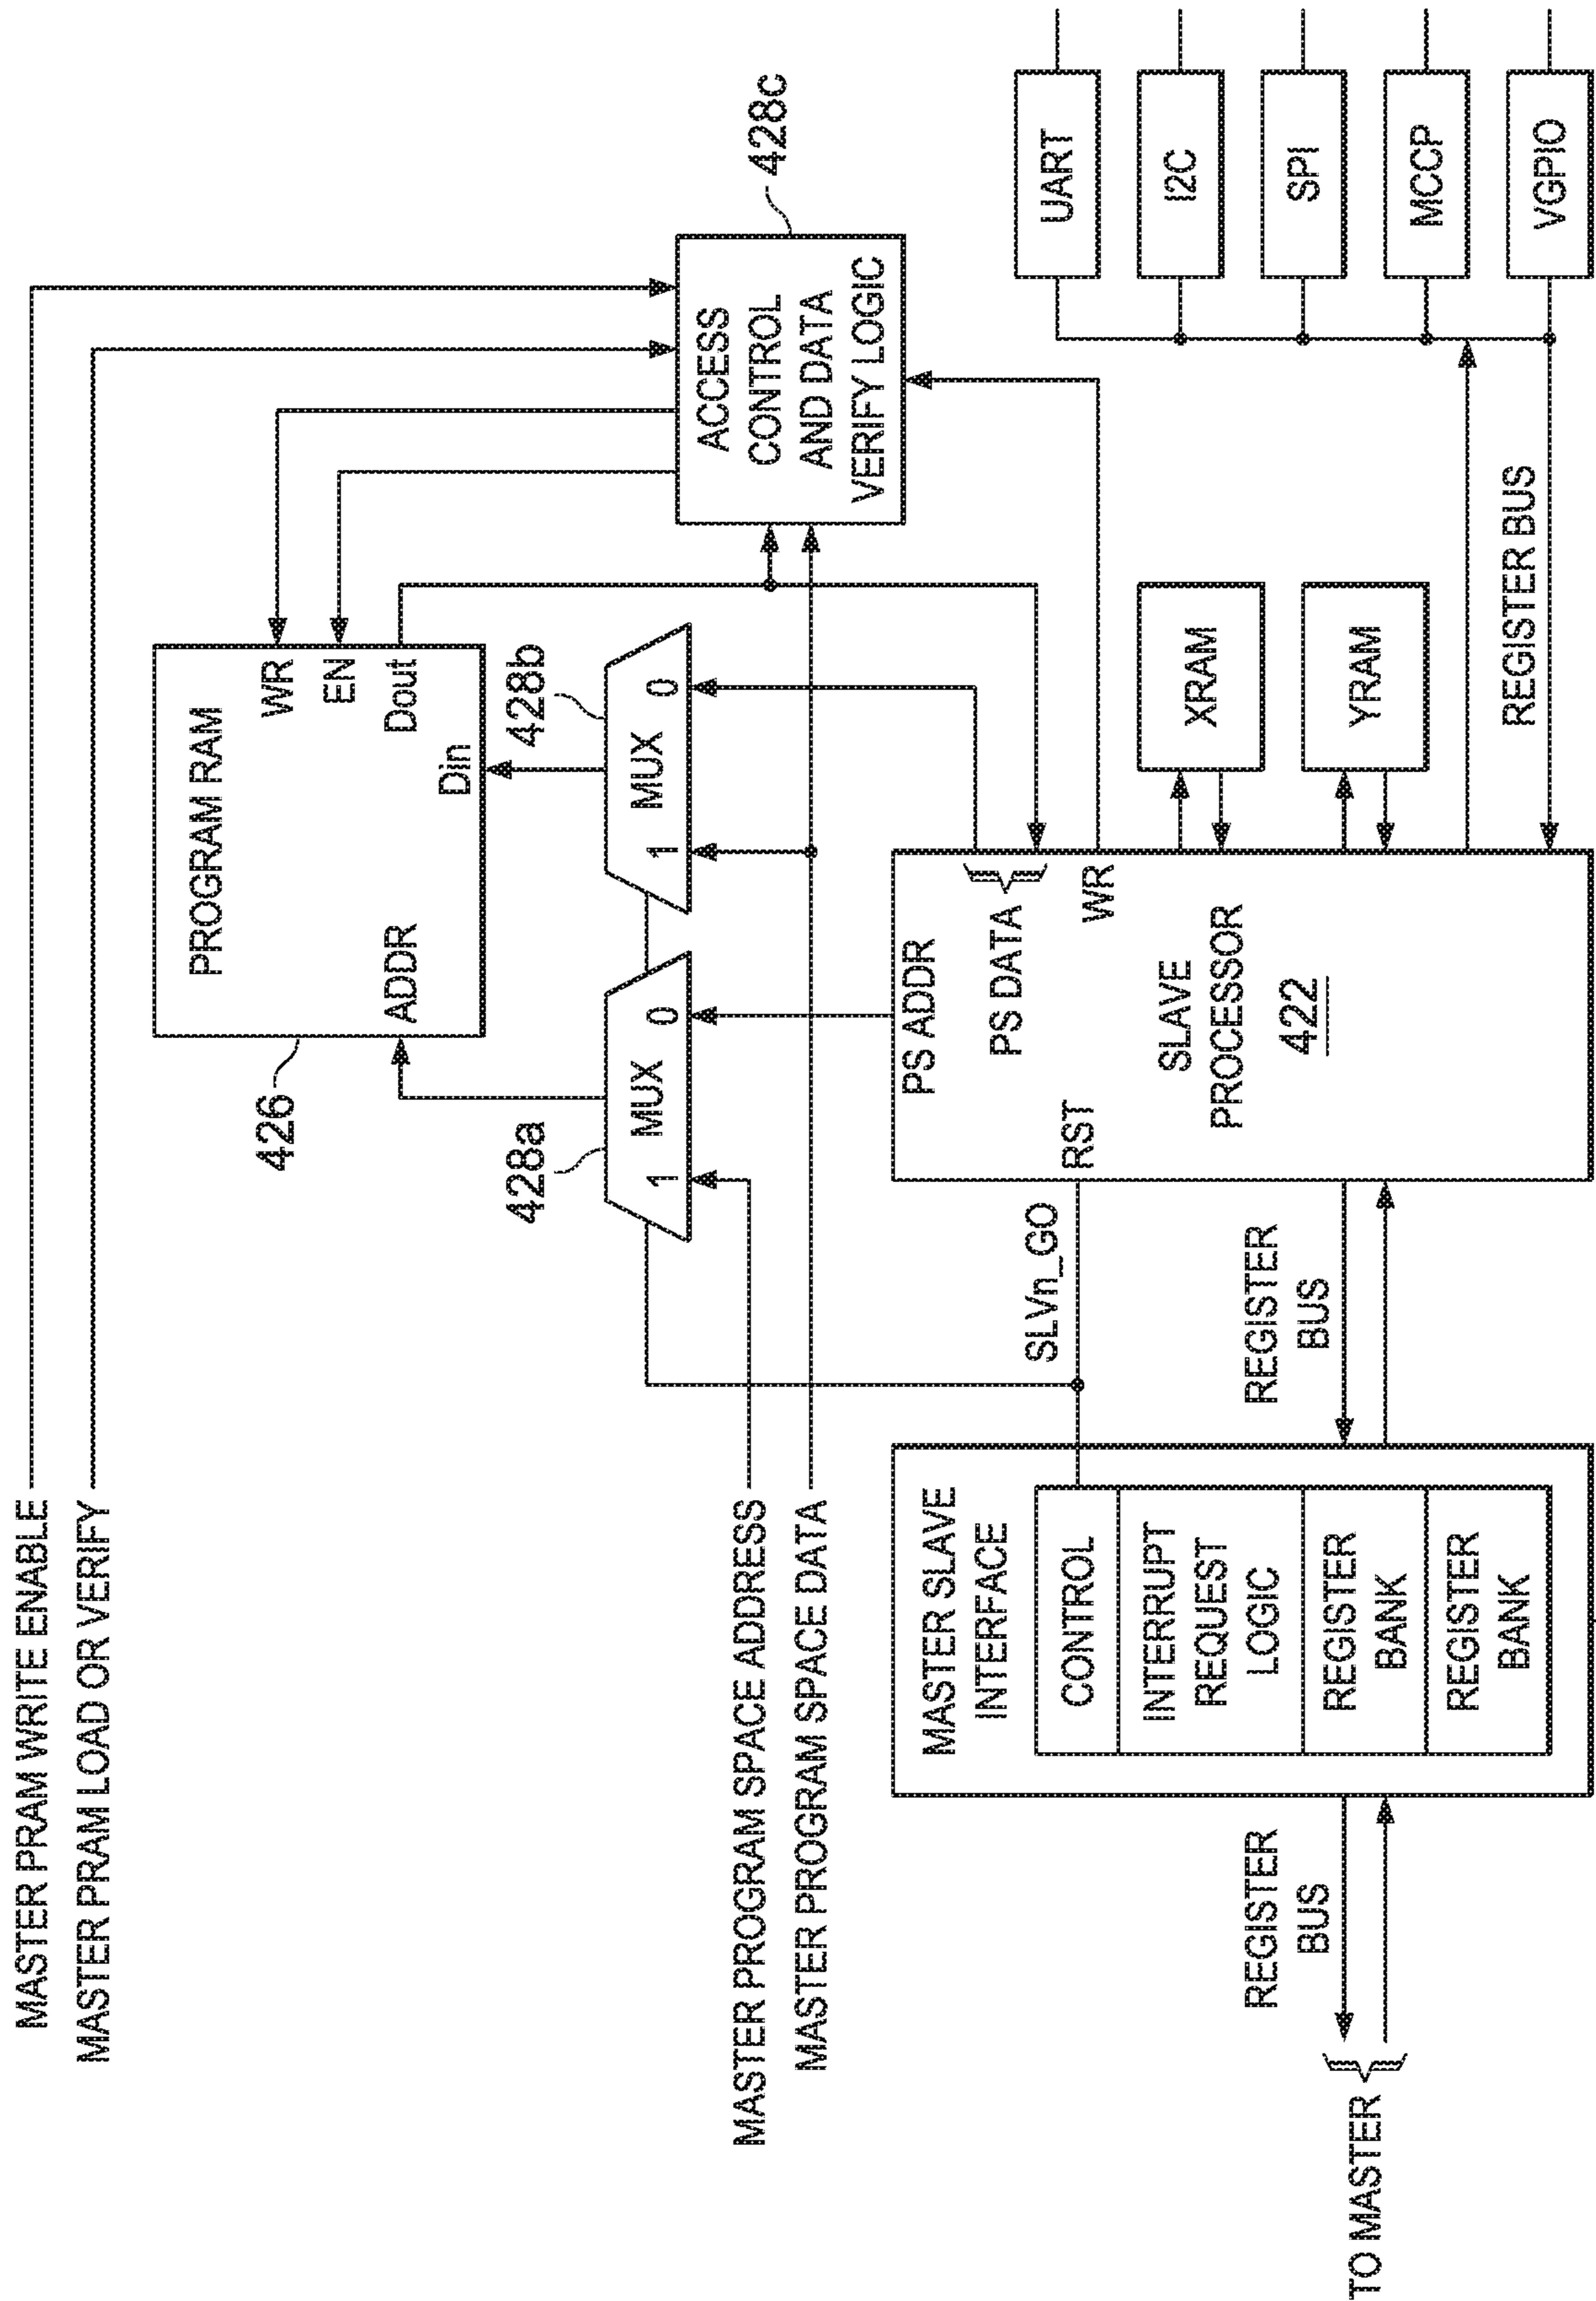 MASTER PRAM WRITE ENABLE
MASTER PRAM LOAD OR VERIFY
426
PROGRAM RAM
WR
EN
Dout
ADDR
Din
428a
428b
428c
1
MUX
0
1
MUX
0
ACCESS
CONTROL
AND DATA
VERIFY LOGIC
MASTER PROGRAM SPACE ADDRESS
MASTER PROGRAM SPACE DATA
MASTER SLAVE
INTERFACE
CONTROL
INTERRUPT
REQUEST
LOGIC
REGISTER
BANK
REGISTER
BANK
SLVn_GO
REGISTER
BUS
PS ADDR
PS DATA
RST
WR
SLAVE
PROCESSOR
422
XRAM
YRAM
REGISTER BUS
UART
I2C
SPI
MCCP
VGPIO
REGISTER
BUS
TO MASTER